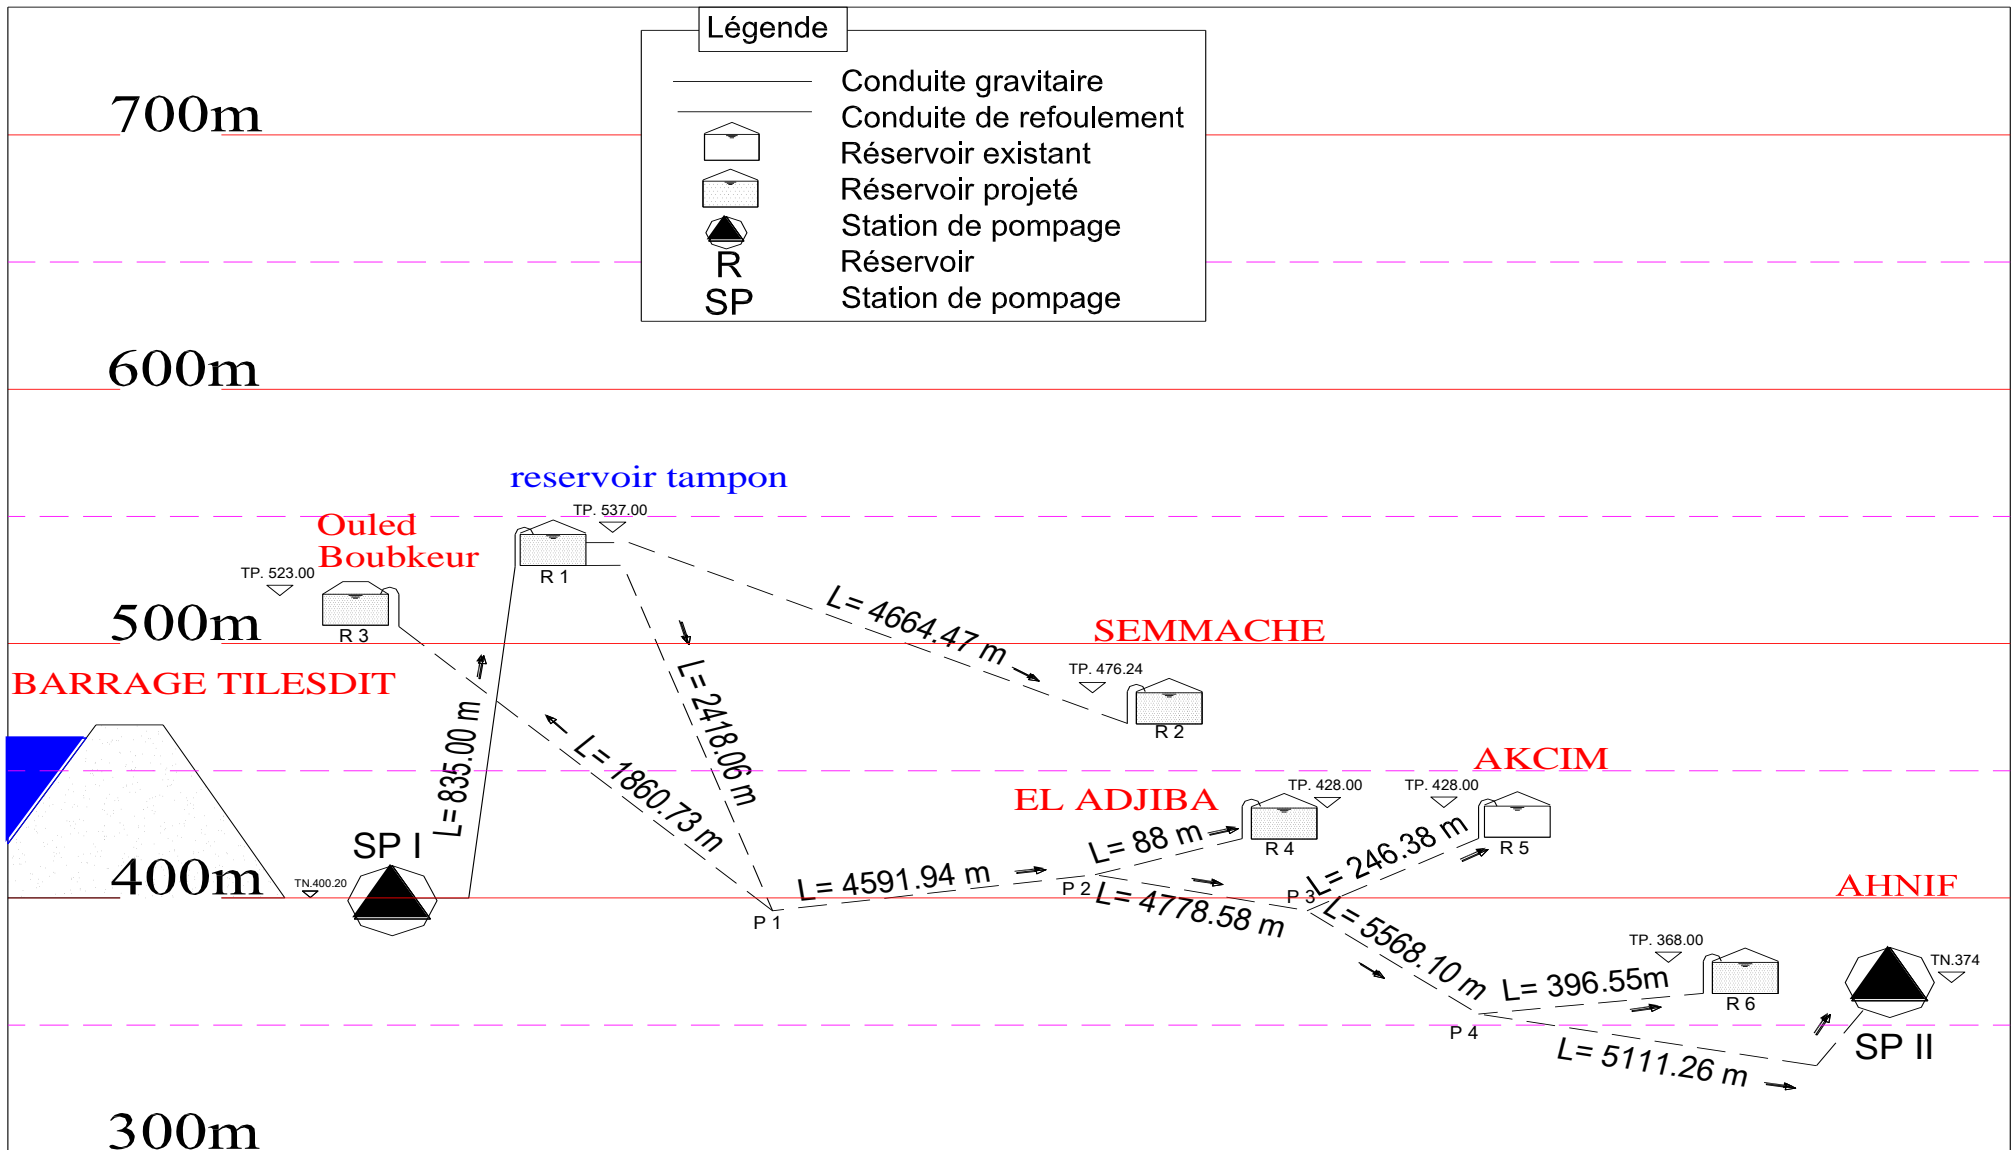 Légende
Conduite gravitaire
Conduite de refoulement
Réservoir existant
Réservoir projeté
Station de pompage
R Réservoir
SP Station de pompage
700m
600m
500m
400m
300m
reservoir tampon
TP. 537.00
R 1
Ouled
Boubkeur
TP. 523.00
R 3
BARRAGE TILESDIT
L= 4664.47 m
SEMMACHE
TP. 476.24
R 2
L= 835.00 m
L= 2418.06 m
L= 1860.73 m
SP I
TN.400.20
P 1
L= 4591.94 m
P 2
EL ADJIBA
L= 88 m
TP. 428.00
R 4
L= 4778.58 m
P 3
AKCIM
TP. 428.00
L= 246.38 m
R 5
L= 5568.10 m
P 4
L= 396.55m
TP. 368.00
R 6
L= 5111.26 m
AHNIF
TN.374
SP II